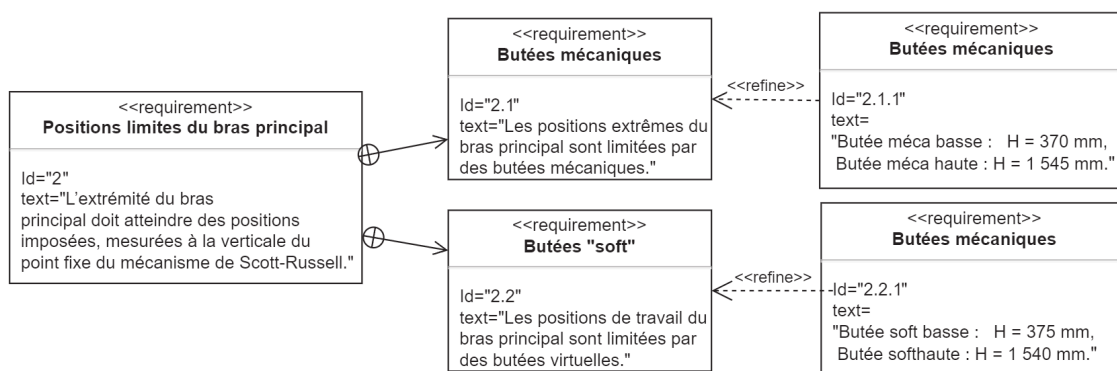 <<requirement>>
Positions limites du bras principal
Id="2"
text="L'extrémité du bras
principal doit atteindre des positions
imposées, mesurées à la verticale du
point fixe du mécanisme de Scott-Russell."
<<requirement>>
Butées mécaniques
Id="2.1"
text="Les positions extrêmes du
bras principal sont limitées par
des butées mécaniques."
<<refine>>
<<requirement>>
Butées mécaniques
Id="2.1.1"
text=
"Butée méca basse : H = 370 mm,
Butée méca haute : H = 1 545 mm."
<<requirement>>
Butées "soft"
Id="2.2"
text="Les positions de travail du
bras principal sont limitées par
des butées virtuelles."
<<refine>>
<<requirement>>
Butées mécaniques
Id="2.2.1"
text=
"Butée soft basse : H = 375 mm,
Butée softhaute : H = 1 540 mm."